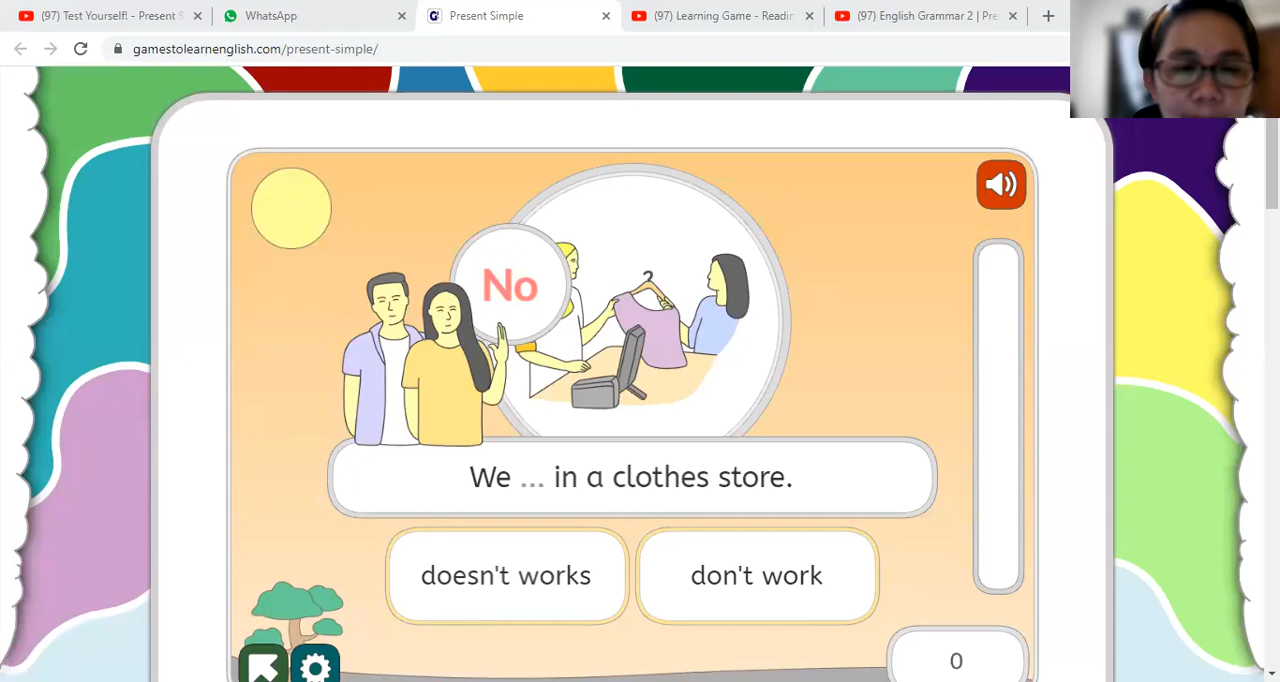 (97) Test Yourself! - Present S
WhatsApp
Present Simple
(97) Learning Game - Readin
(97) English Grammar 2 | Pre
gamestolearnenglish.com/present-simple/
No
We ... in a clothes store.
doesn't works
don't work
0